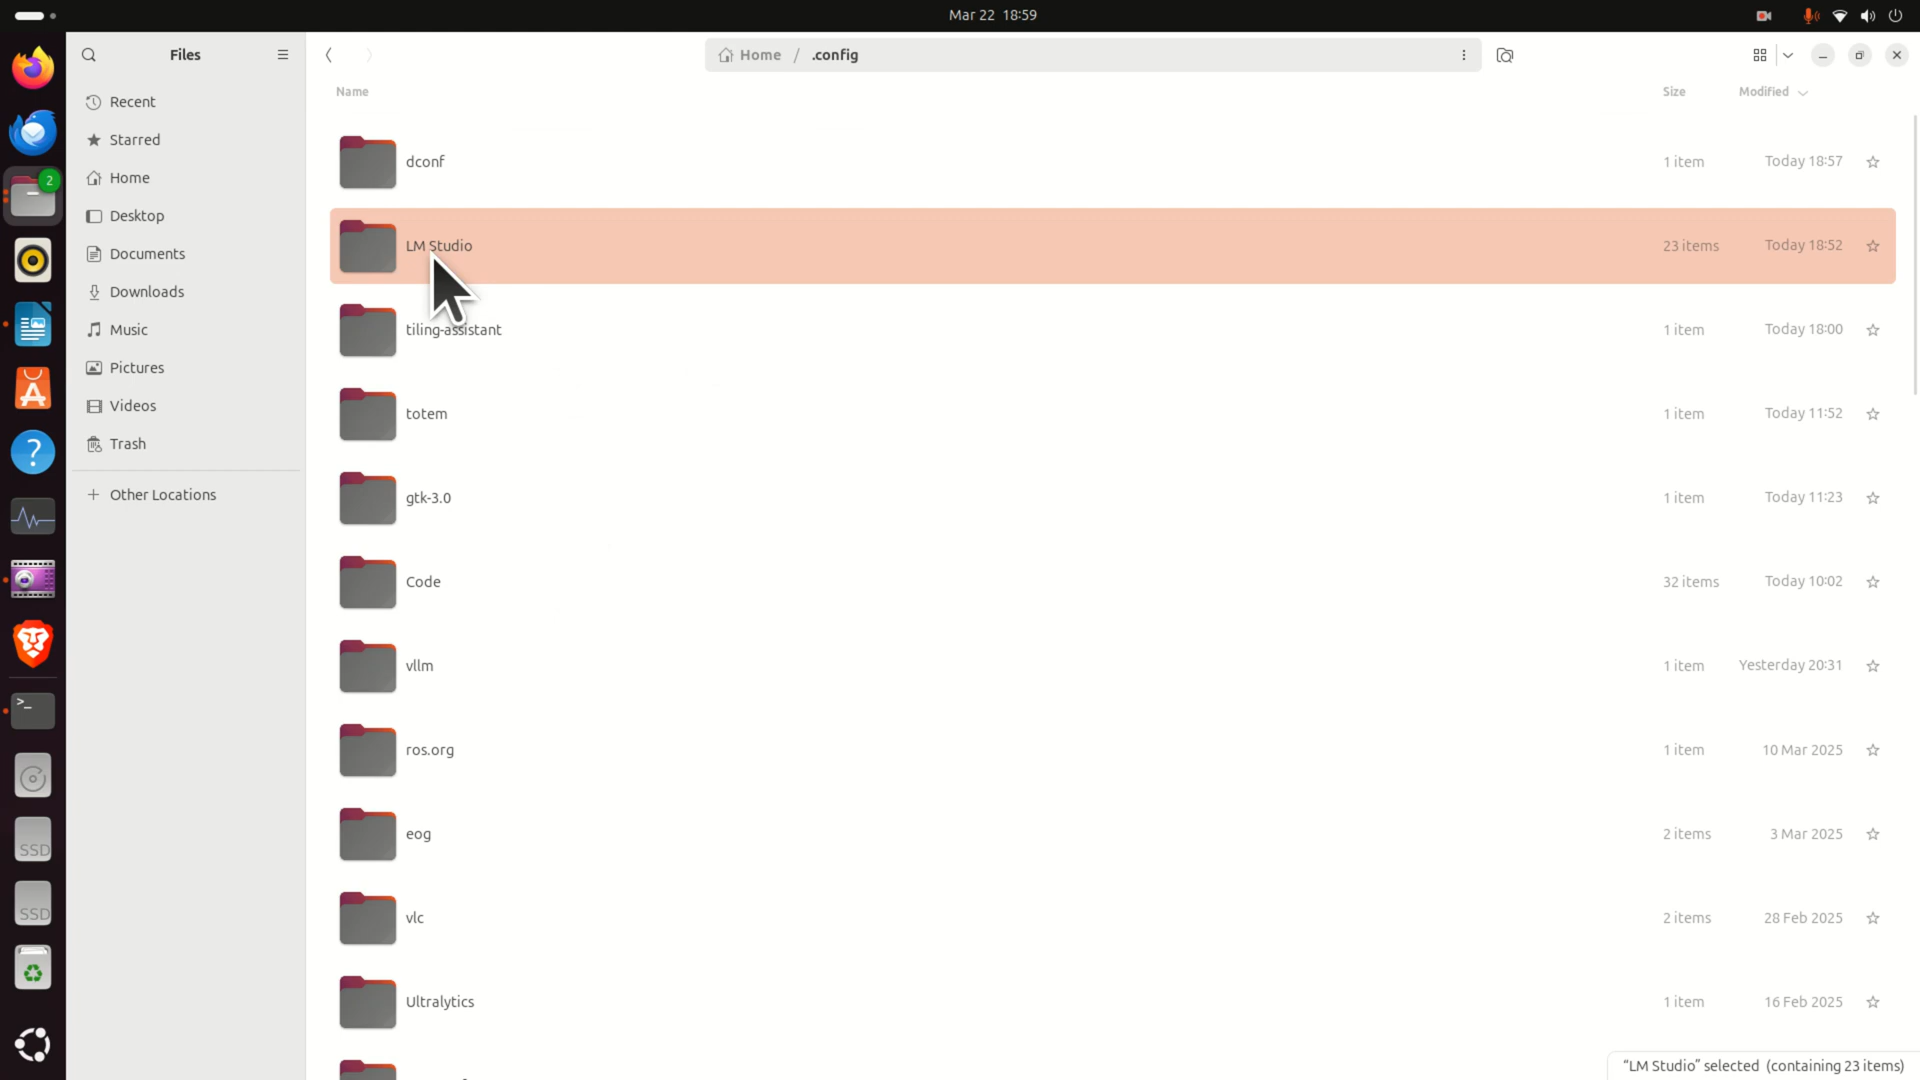 Mar 22 18:59
Files
Home / .config
Name
Size
Modified
Recent
Starred
Home
Desktop
Documents
Downloads
Music
Pictures
Videos
Trash
+ Other Locations
2
?
>_
SSD
SSD
dconf 1 item Today 18:57
LM Studio 23 items Today 18:52
tiling-assistant 1 item Today 18:00
totem 1 item Today 11:52
gtk-3.0 1 item Today 11:23
Code 32 items Today 10:02
vllm 1 item Yesterday 20:31
ros.org 1 item 10 Mar 2025
eog 2 items 3 Mar 2025
vlc 2 items 28 Feb 2025
Ultralytics 1 item 16 Feb 2025
“LM Studio” selected (containing 23 items)